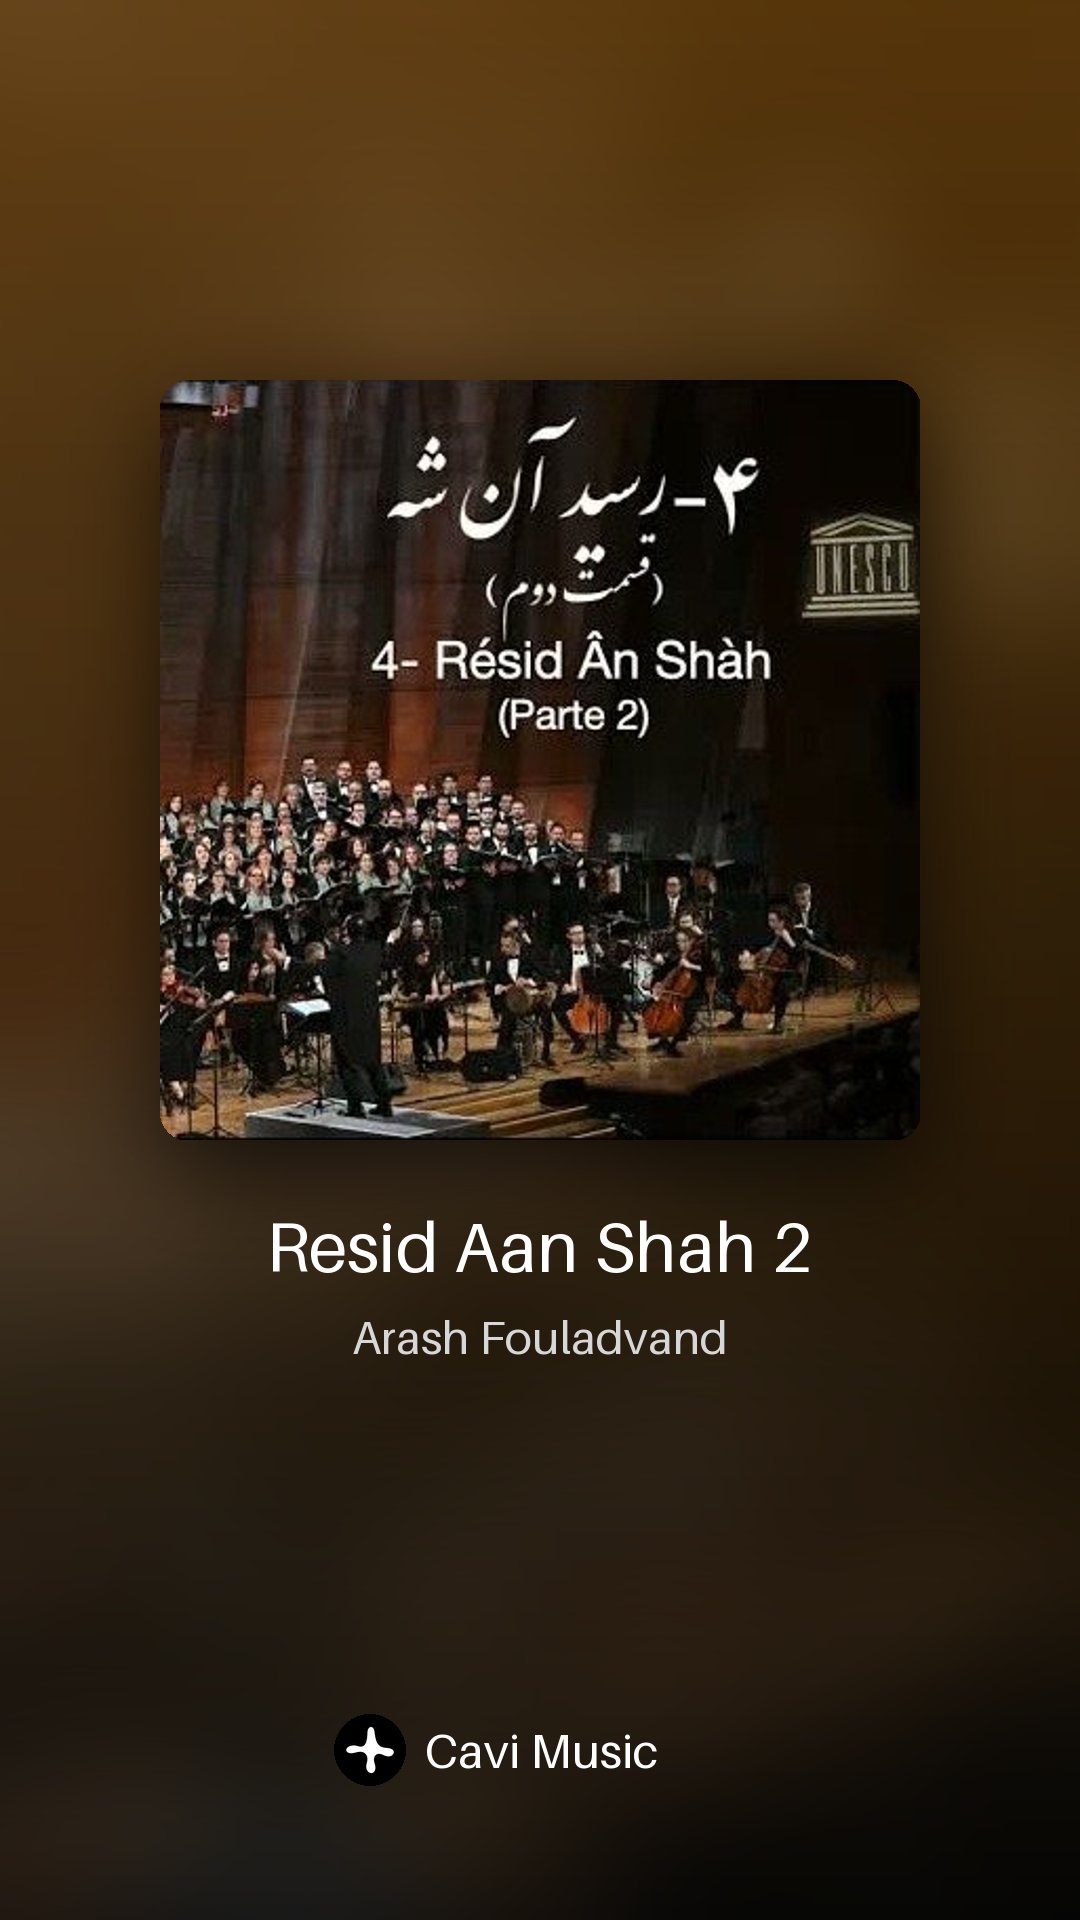 ۴-رسید آن شه
(قسمت دوم)
UNESCO
4- Résid Ân Shàh
(Parte 2)
Resid Aan Shah 2
Arash Fouladvand
Cavi Music